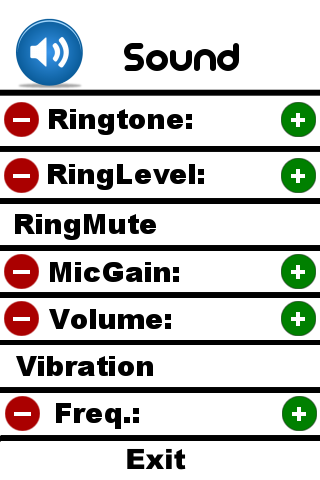 Sound
Ringtone:
RingLevel:
RingMute
MicGain:
Volume:
Vibration
Freq.:
Exit